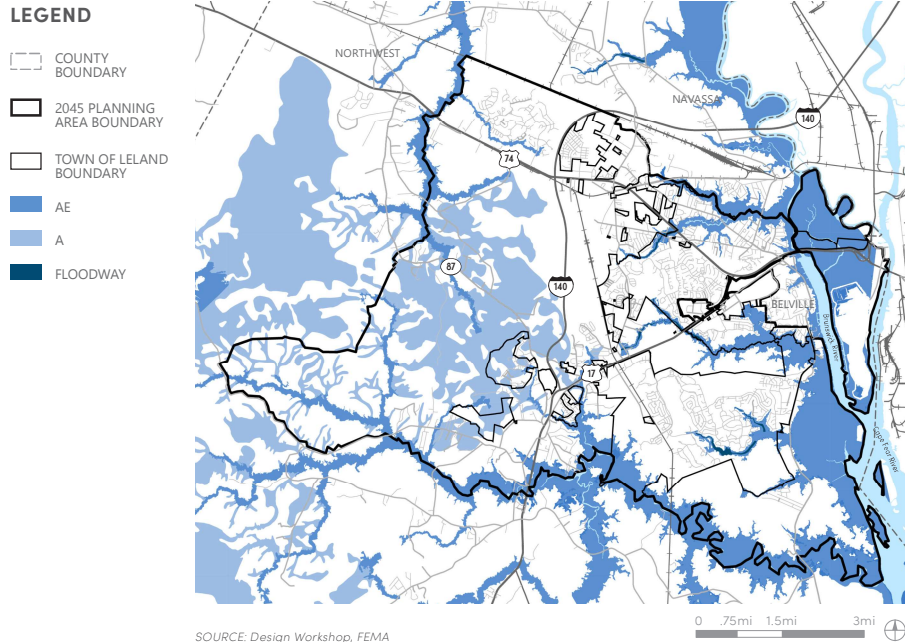 LEGEND
COUNTY
BOUNDARY
2045 PLANNING
AREA BOUNDARY
TOWN OF LELAND
BOUNDARY
AE
A
FLOODWAY
NORTHWEST
NAVASSA
140
74
87
140
BELVILLE
17
Brunswick River
Cape Fear River
SOURCE: Design Workshop, FEMA
0 .75mi 1.5mi 3mi